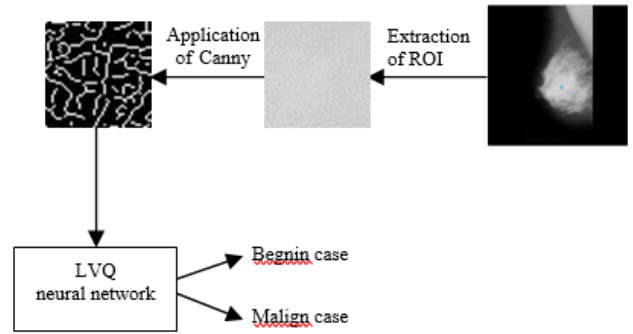 Application
of Canny
Extraction
of ROI
LVQ
neural network
Begnin case
Malign case